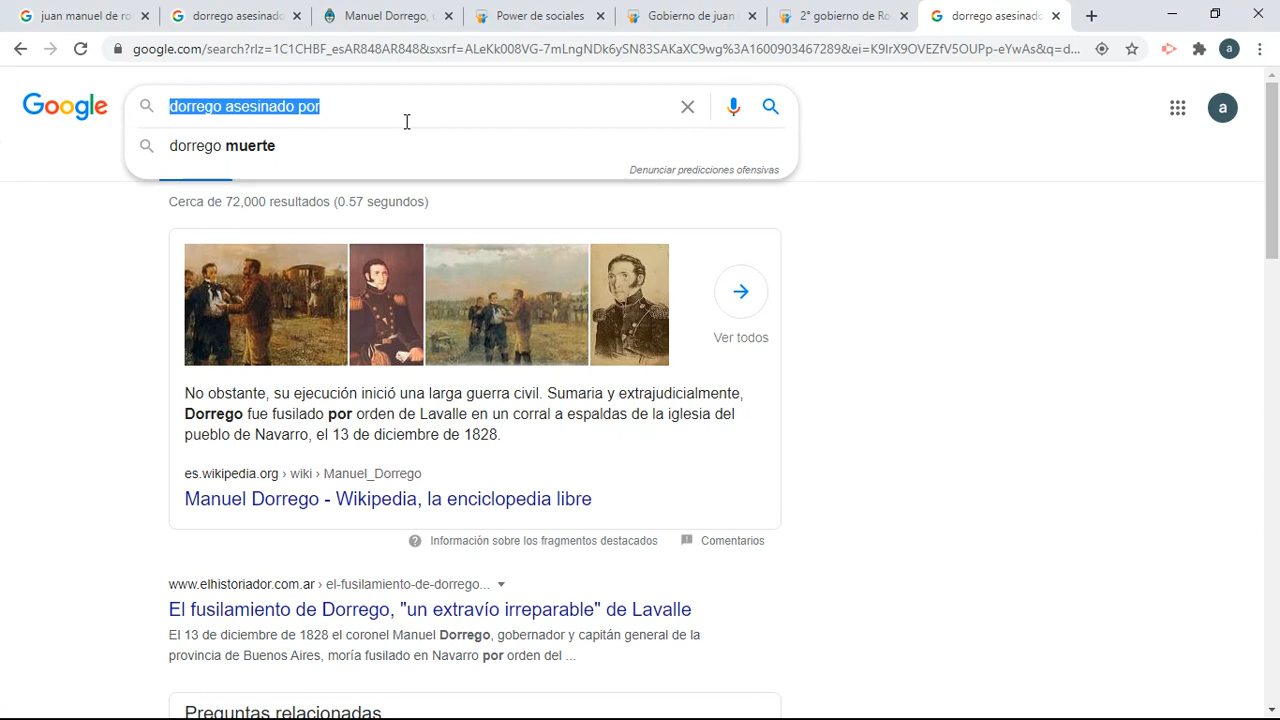 juan manuel de ro
dorrego asesinado
Manuel Dorrego, u
Power de sociales
Gobierno de juan
2° gobierno de Ro
dorrego asesinado
google.com/search?rlz=1C1CHBF_esAR848AR848&sxsrf=ALeKk008VG-7mLngNDk6ySN83SAKaXC9wg%3A1600903467289&ei=K9lrX9OVEZfV5OUPp-eYwAs&q=d...
a
Google
dorrego asesinado por
a
dorrego muerte
Denunciar predicciones ofensivas
Cerca de 72,000 resultados (0.57 segundos)
Ver todos
No obstante, su ejecución inició una larga guerra civil. Sumaria y extrajudicialmente,
Dorrego fue fusilado por orden de Lavalle en un corral a espaldas de la iglesia del
pueblo de Navarro, el 13 de diciembre de 1828.
es.wikipedia.org › wiki › Manuel_Dorrego
Manuel Dorrego - Wikipedia, la enciclopedia libre
Información sobre los fragmentos destacados
Comentarios
www.elhistoriador.com.ar › el-fusilamiento-de-dorrego...
El fusilamiento de Dorrego, "un extravío irreparable" de Lavalle
El 13 de diciembre de 1828 el coronel Manuel Dorrego, gobernador y capitán general de la
provincia de Buenos Aires, moría fusilado en Navarro por orden del ...
Preguntas relacionadas